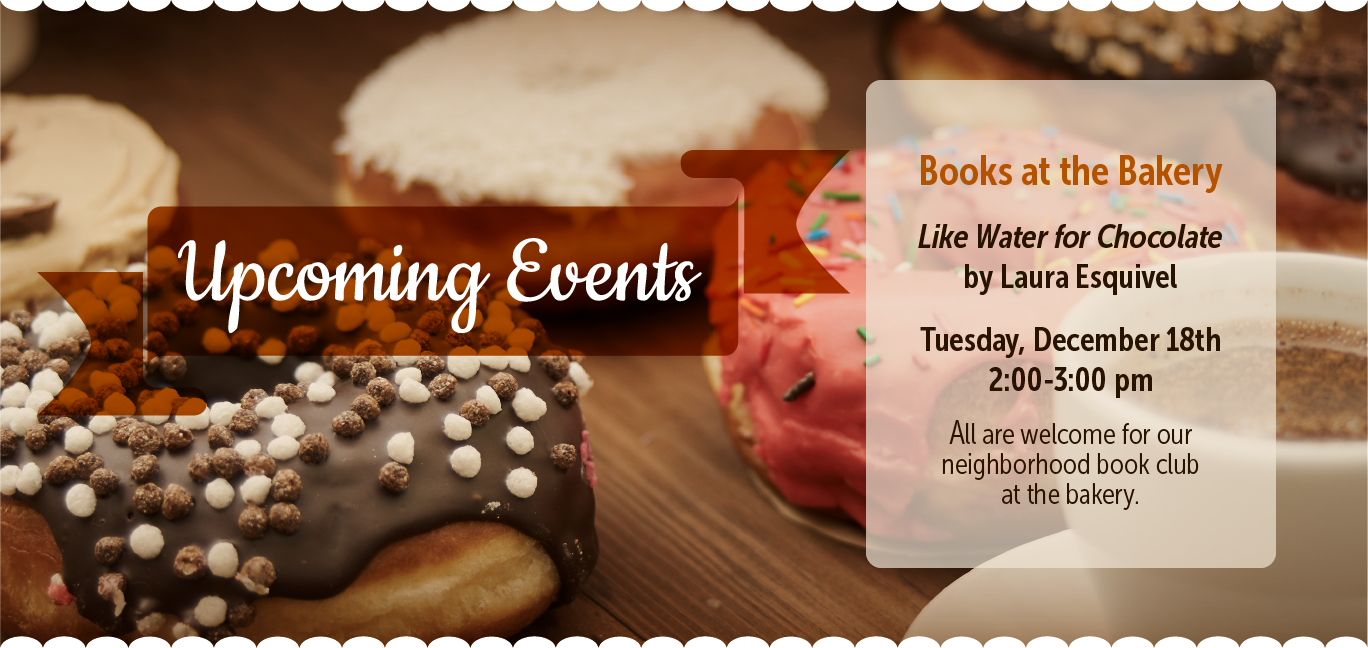 Upcoming Events
Books at the Bakery
Like Water for Chocolate
by Laura Esquivel
Tuesday, December 18th
2:00-3:00 pm
All are welcome for our
neighborhood book club
at the bakery.